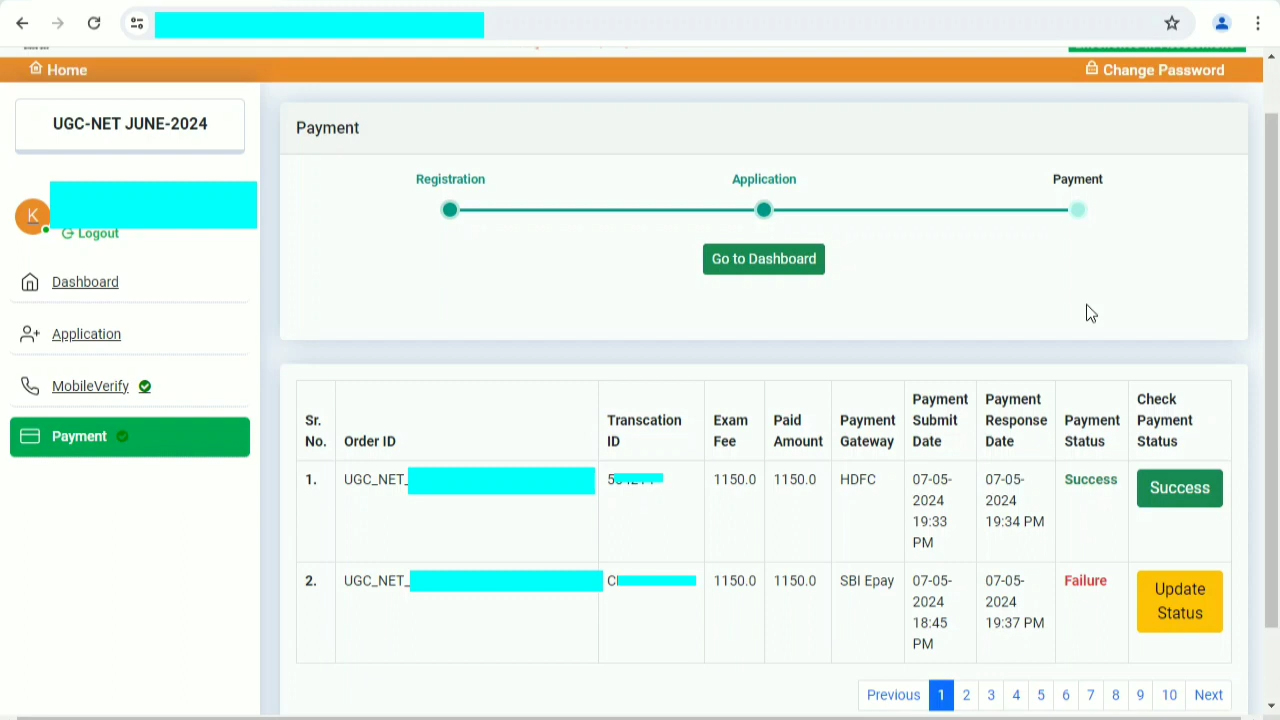 Home
Change Password
UGC-NET JUNE-2024
K
Logout
Dashboard
Application
MobileVerify
Payment
Payment
Registration
Application
Payment
Go to Dashboard
Sr. No.
Order ID
Transcation ID
Exam Fee
Paid Amount
Payment Gateway
Payment Submit Date
Payment Response Date
Payment Status
Check Payment Status
1.
UGC_NET_
1150.0
1150.0
HDFC
07-05-2024 19:33 PM
07-05-2024 19:34 PM
Success
Success
2.
UGC_NET_
1150.0
1150.0
SBI Epay
07-05-2024 18:45 PM
07-05-2024 19:37 PM
Failure
Update Status
Previous 1 2 3 4 5 6 7 8 9 10 Next